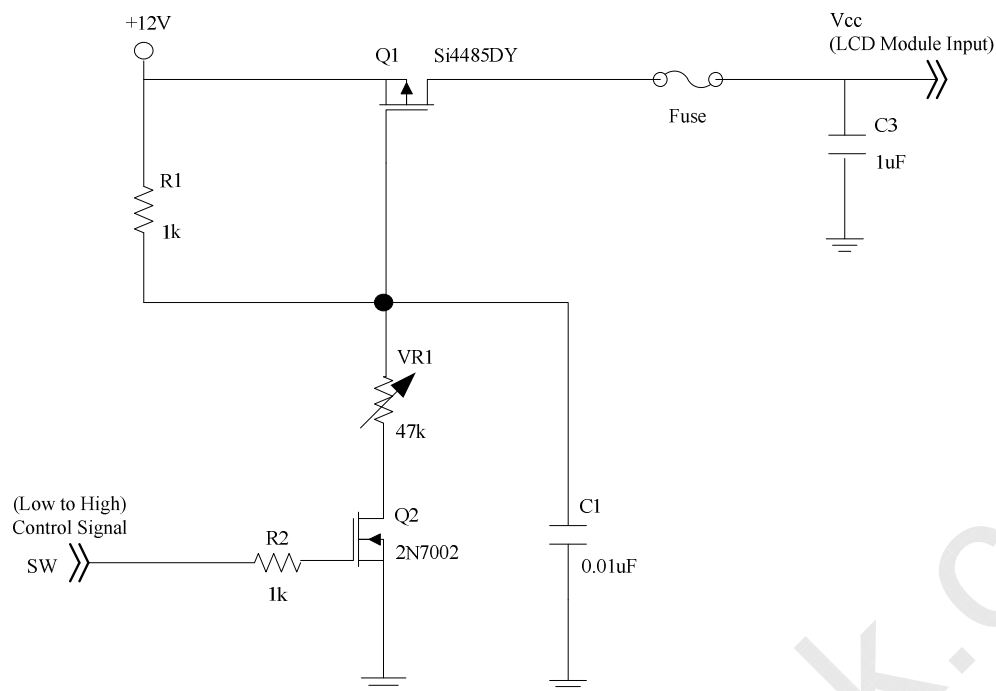 +12V
Vcc
(LCD Module Input)
Q1
Si4485DY
Fuse
C3
1uF
R1
1k
VR1
47k
(Low to High)
Control Signal
SW
R2
1k
Q2
2N7002
C1
0.01uF
k.c